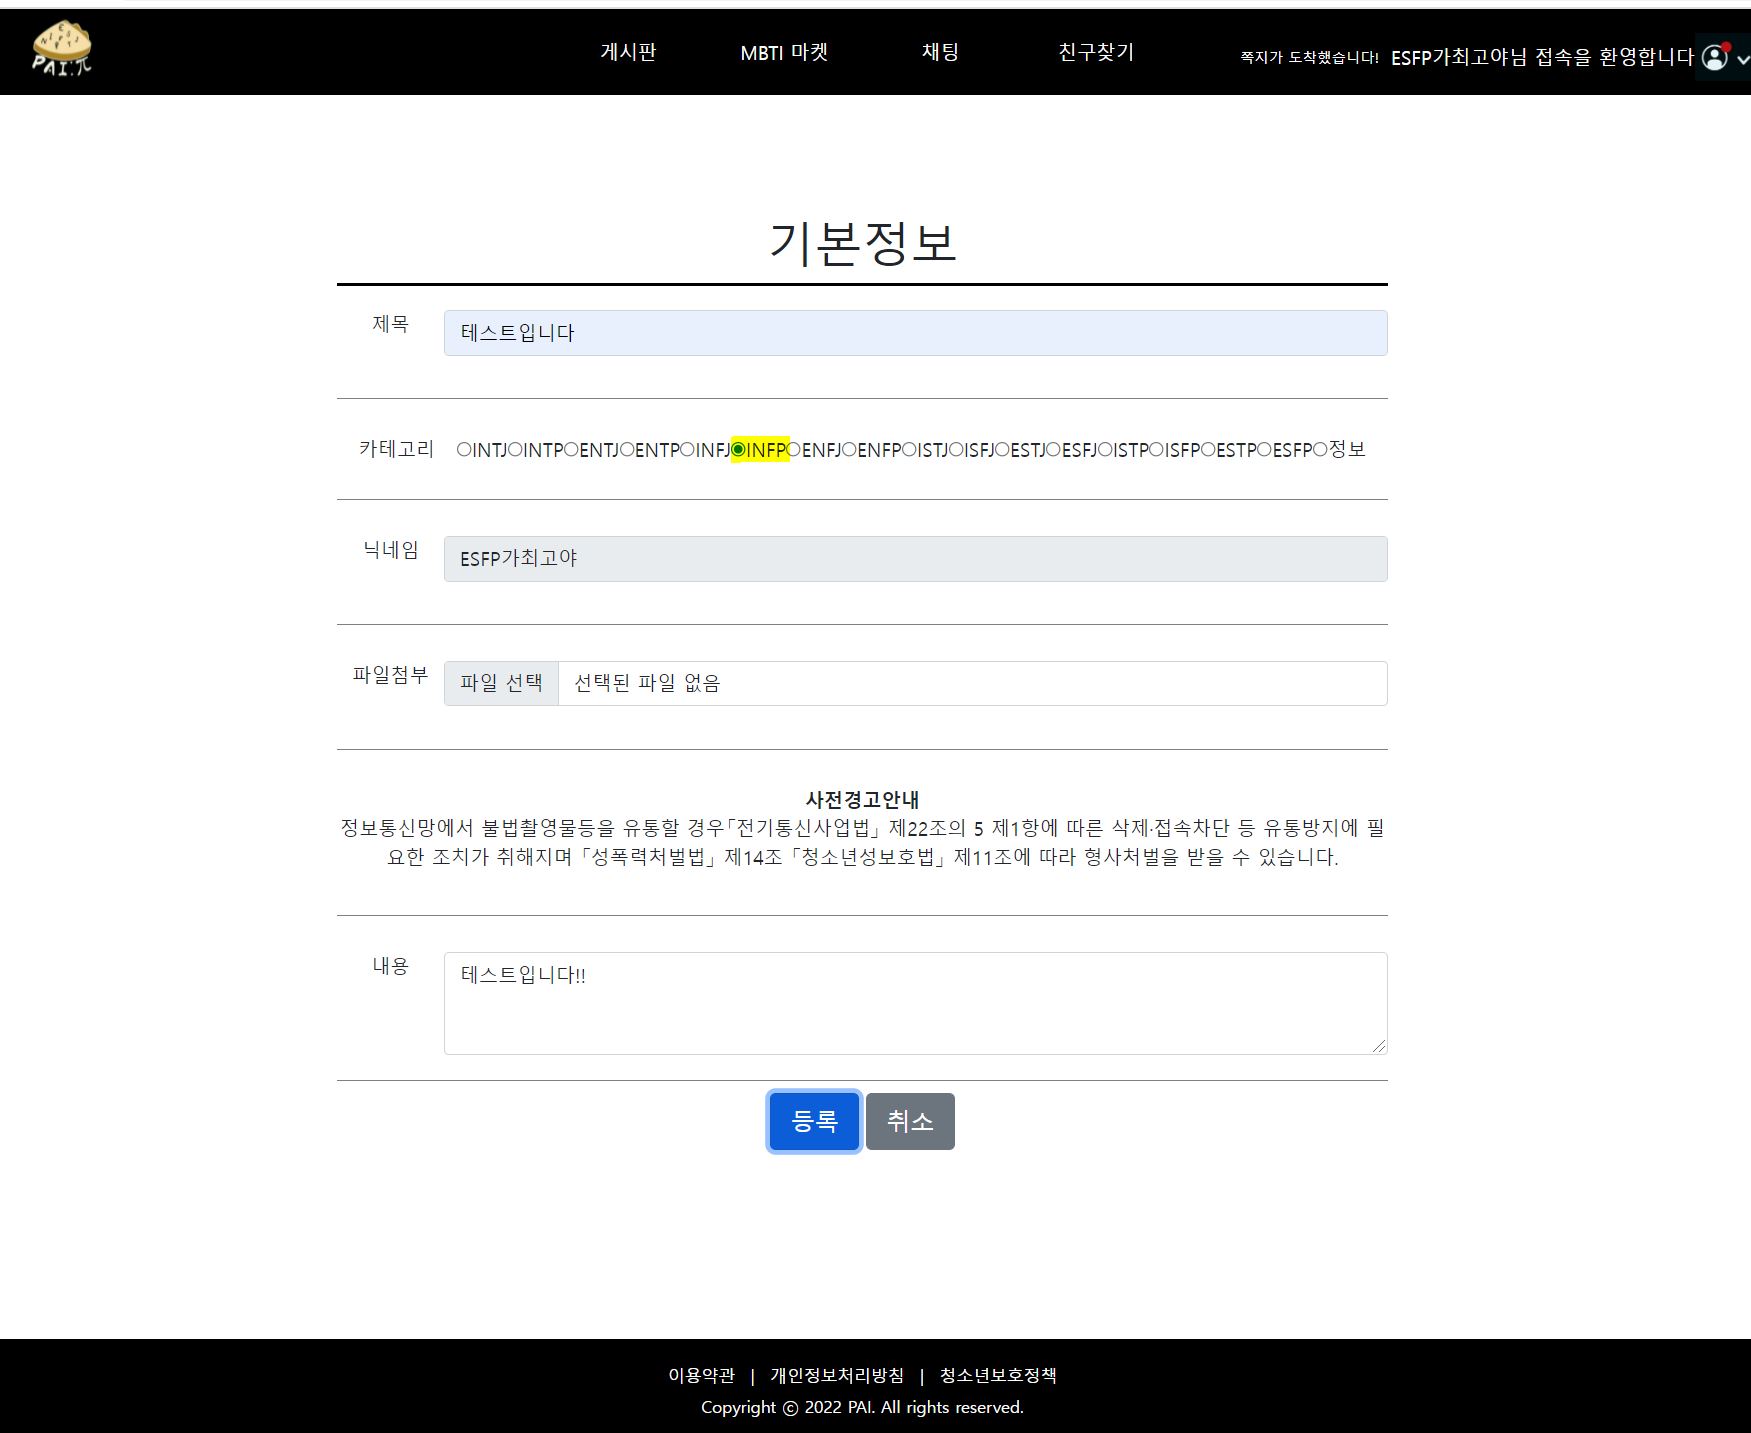 PAI.π
게시판 MBTI 마켓 채팅 친구찾기 쪽지가 도착했습니다! ESFP가최고야님 접속을 환영합니다
기본정보
제목 테스트입니다
카테고리 INTJ INTP ENTJ ENTP INFJ INFP ENFJ ENFP ISTJ ISFJ ESTJ ESFJ ISTP ISFP ESTP ESFP 정보
닉네임 ESFP가최고야
파일첨부 파일 선택 선택된 파일 없음
사전경고안내
정보통신망에서 불법촬영물등을 유통할 경우「전기통신사업법」 제22조의 5 제1항에 따른 삭제·접속차단 등 유통방지에 필
요한 조치가 취해지며 「성폭력처벌법」 제14조 「청소년성보호법」 제11조에 따라 형사처벌을 받을 수 있습니다.
내용 테스트입니다!!
등록 취소
이용약관 | 개인정보처리방침 | 청소년보호정책
Copyright ⓒ 2022 PAI. All rights reserved.